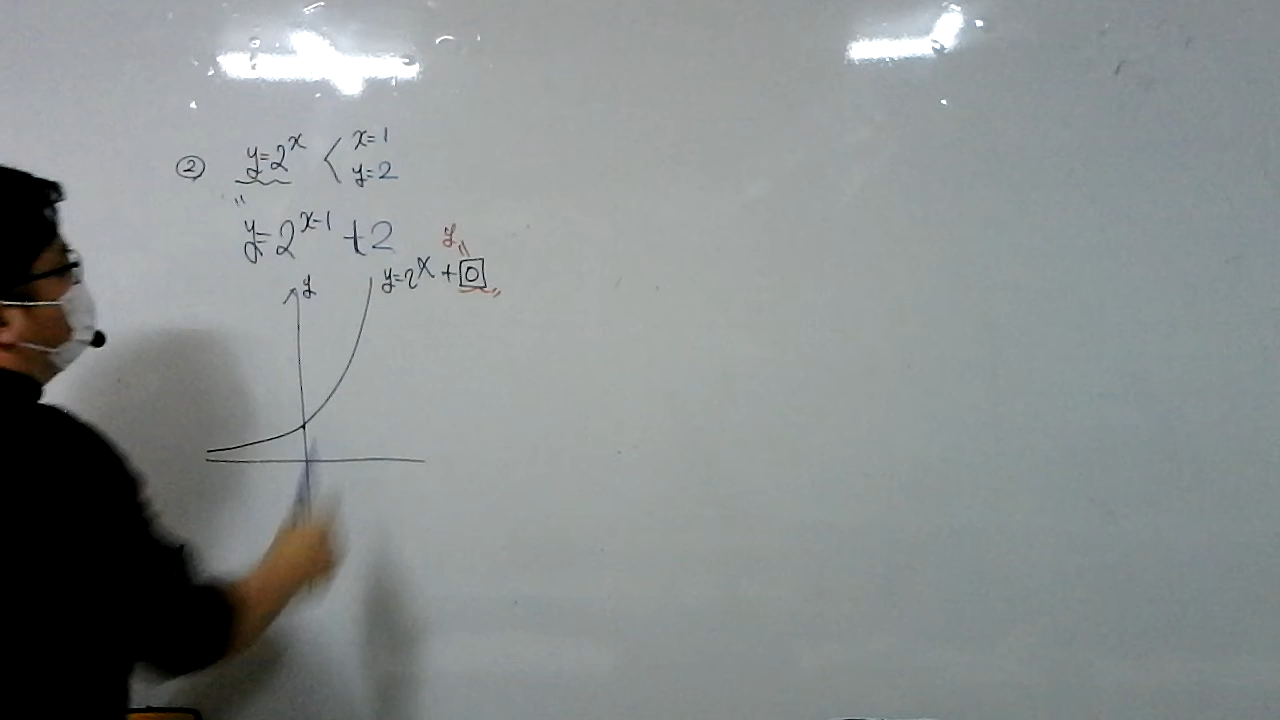 ② y=2^x < x=1
y=2
"
y=2^{x-1} +2
y
"
y=2^x + 0
y